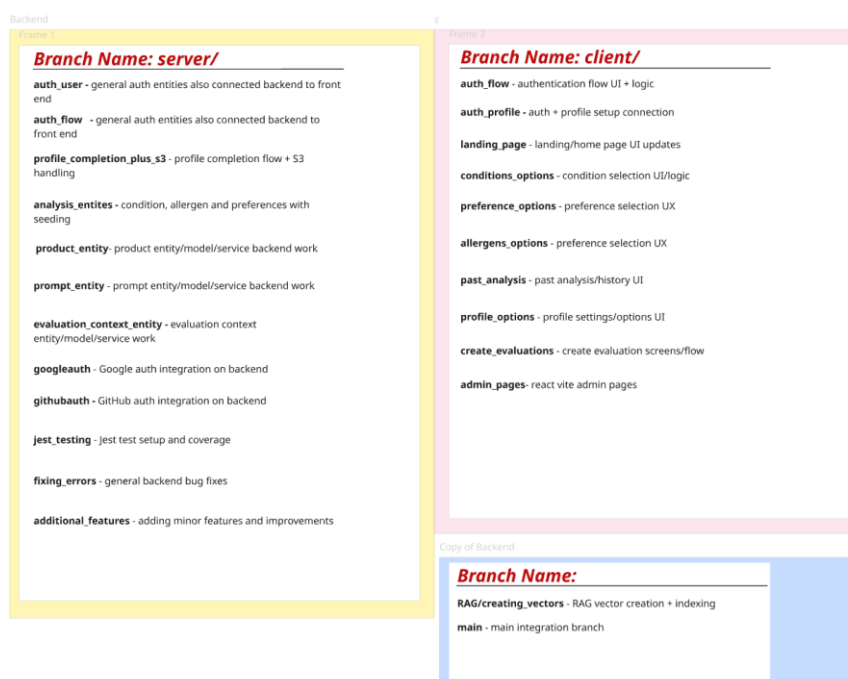 Backend
Frame 1
Branch Name: server/
auth_user - general auth entities also connected backend to front
end
auth_flow - general auth entities also connected backend to
front end
profile_completion_plus_s3 - profile completion flow + S3
handling
analysis_entites - condition, allergen and preferences with
seeding
product_entity- product entity/model/service backend work
prompt_entity - prompt entity/model/service backend work
evaluation_context_entity - evaluation context
entity/model/service work
googleauth - Google auth integration on backend
githubauth - GitHub auth integration on backend
jest_testing - Jest test setup and coverage
fixing_errors - general backend bug fixes
additional_features - adding minor features and improvements
z
Frame 3
Branch Name: client/
auth_flow - authentication flow UI + logic
auth_profile - auth + profile setup connection
landing_page - landing/home page UI updates
conditions_options - condition selection UI/logic
preference_options - preference selection UX
allergens_options - preference selection UX
past_analysis - past analysis/history UI
profile_options - profile settings/options UI
create_evaluations - create evaluation screens/flow
admin_pages- react vite admin pages
Copy of Backend
Branch Name:
RAG/creating_vectors - RAG vector creation + indexing
main - main integration branch